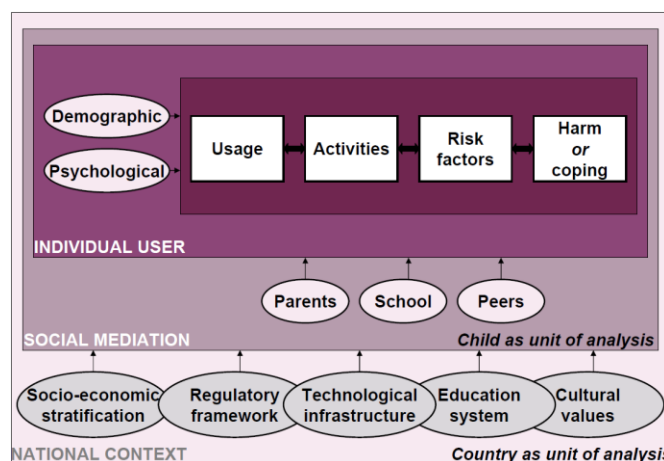 Demographic
Psychological
Usage
Activities
Risk
factors
Harm
or
coping
INDIVIDUAL USER
Parents
School
Peers
SOCIAL MEDIATION
Child as unit of analysis
Socio-economic
stratification
Regulatory
framework
Technological
infrastructure
Education
system
Cultural
values
NATIONAL CONTEXT
Country as unit of analysis